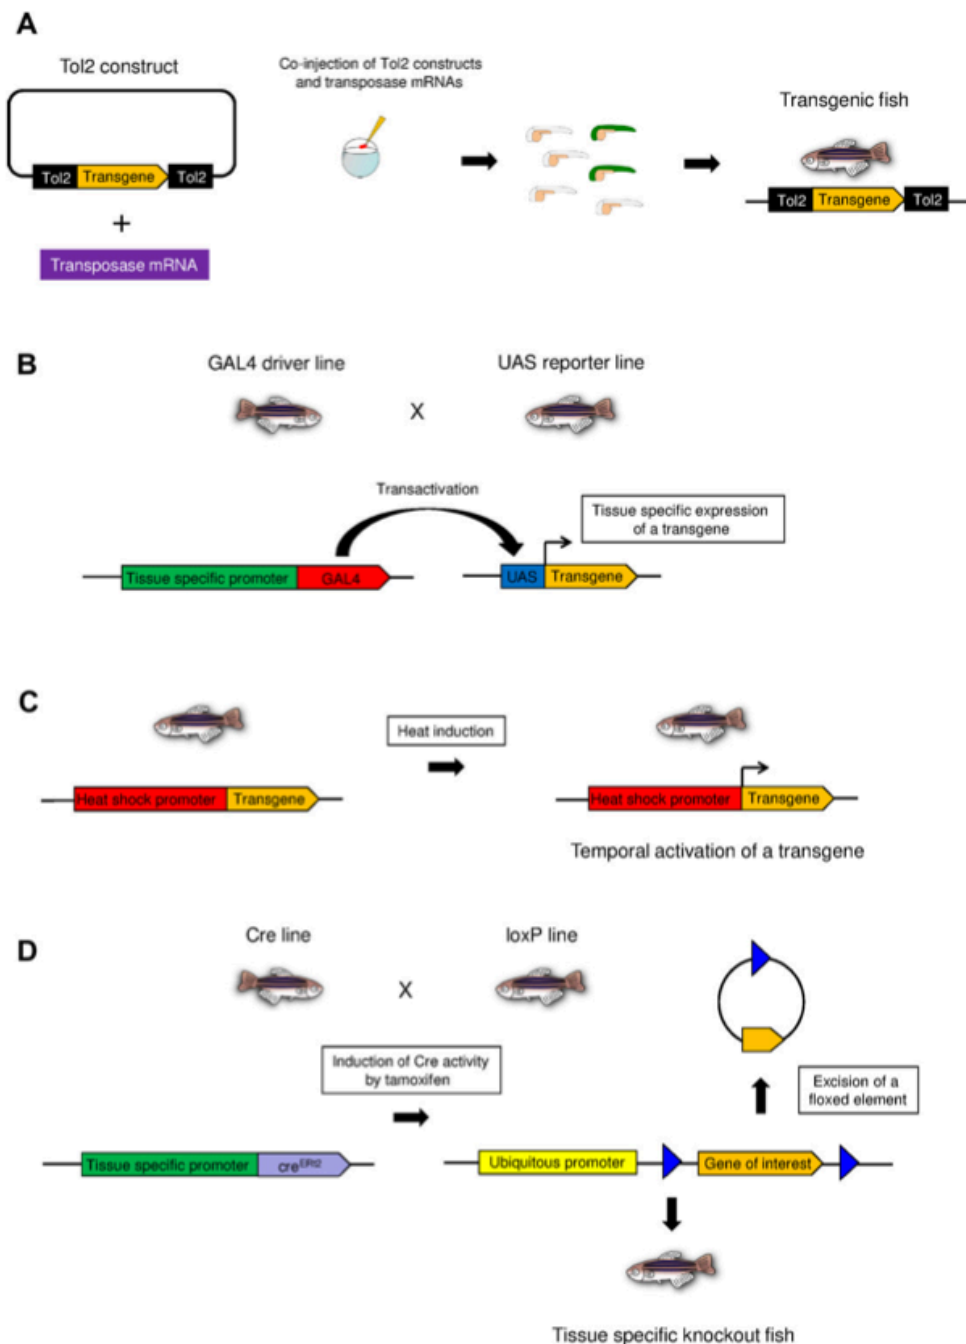 A
Tol2 construct
Tol2 Transgene Tol2
+
Transposase mRNA
Co-injection of Tol2 constructs
and transposase mRNAs
Transgenic fish
Tol2 Transgene Tol2
B
GAL4 driver line
X
UAS reporter line
Transactivation
Tissue specific expression
of a transgene
Tissue specific promoter GAL4
UAS Transgene
C
Heat induction
Heat shock promoter Transgene
Heat shock promoter Transgene
Temporal activation of a transgene
D
Cre line
X
loxP line
Induction of Cre activity
by tamoxifen
Excision of a
floxed element
Tissue specific promoter creERt2
Ubiquitous promoter Gene of interest
Tissue specific knockout fish